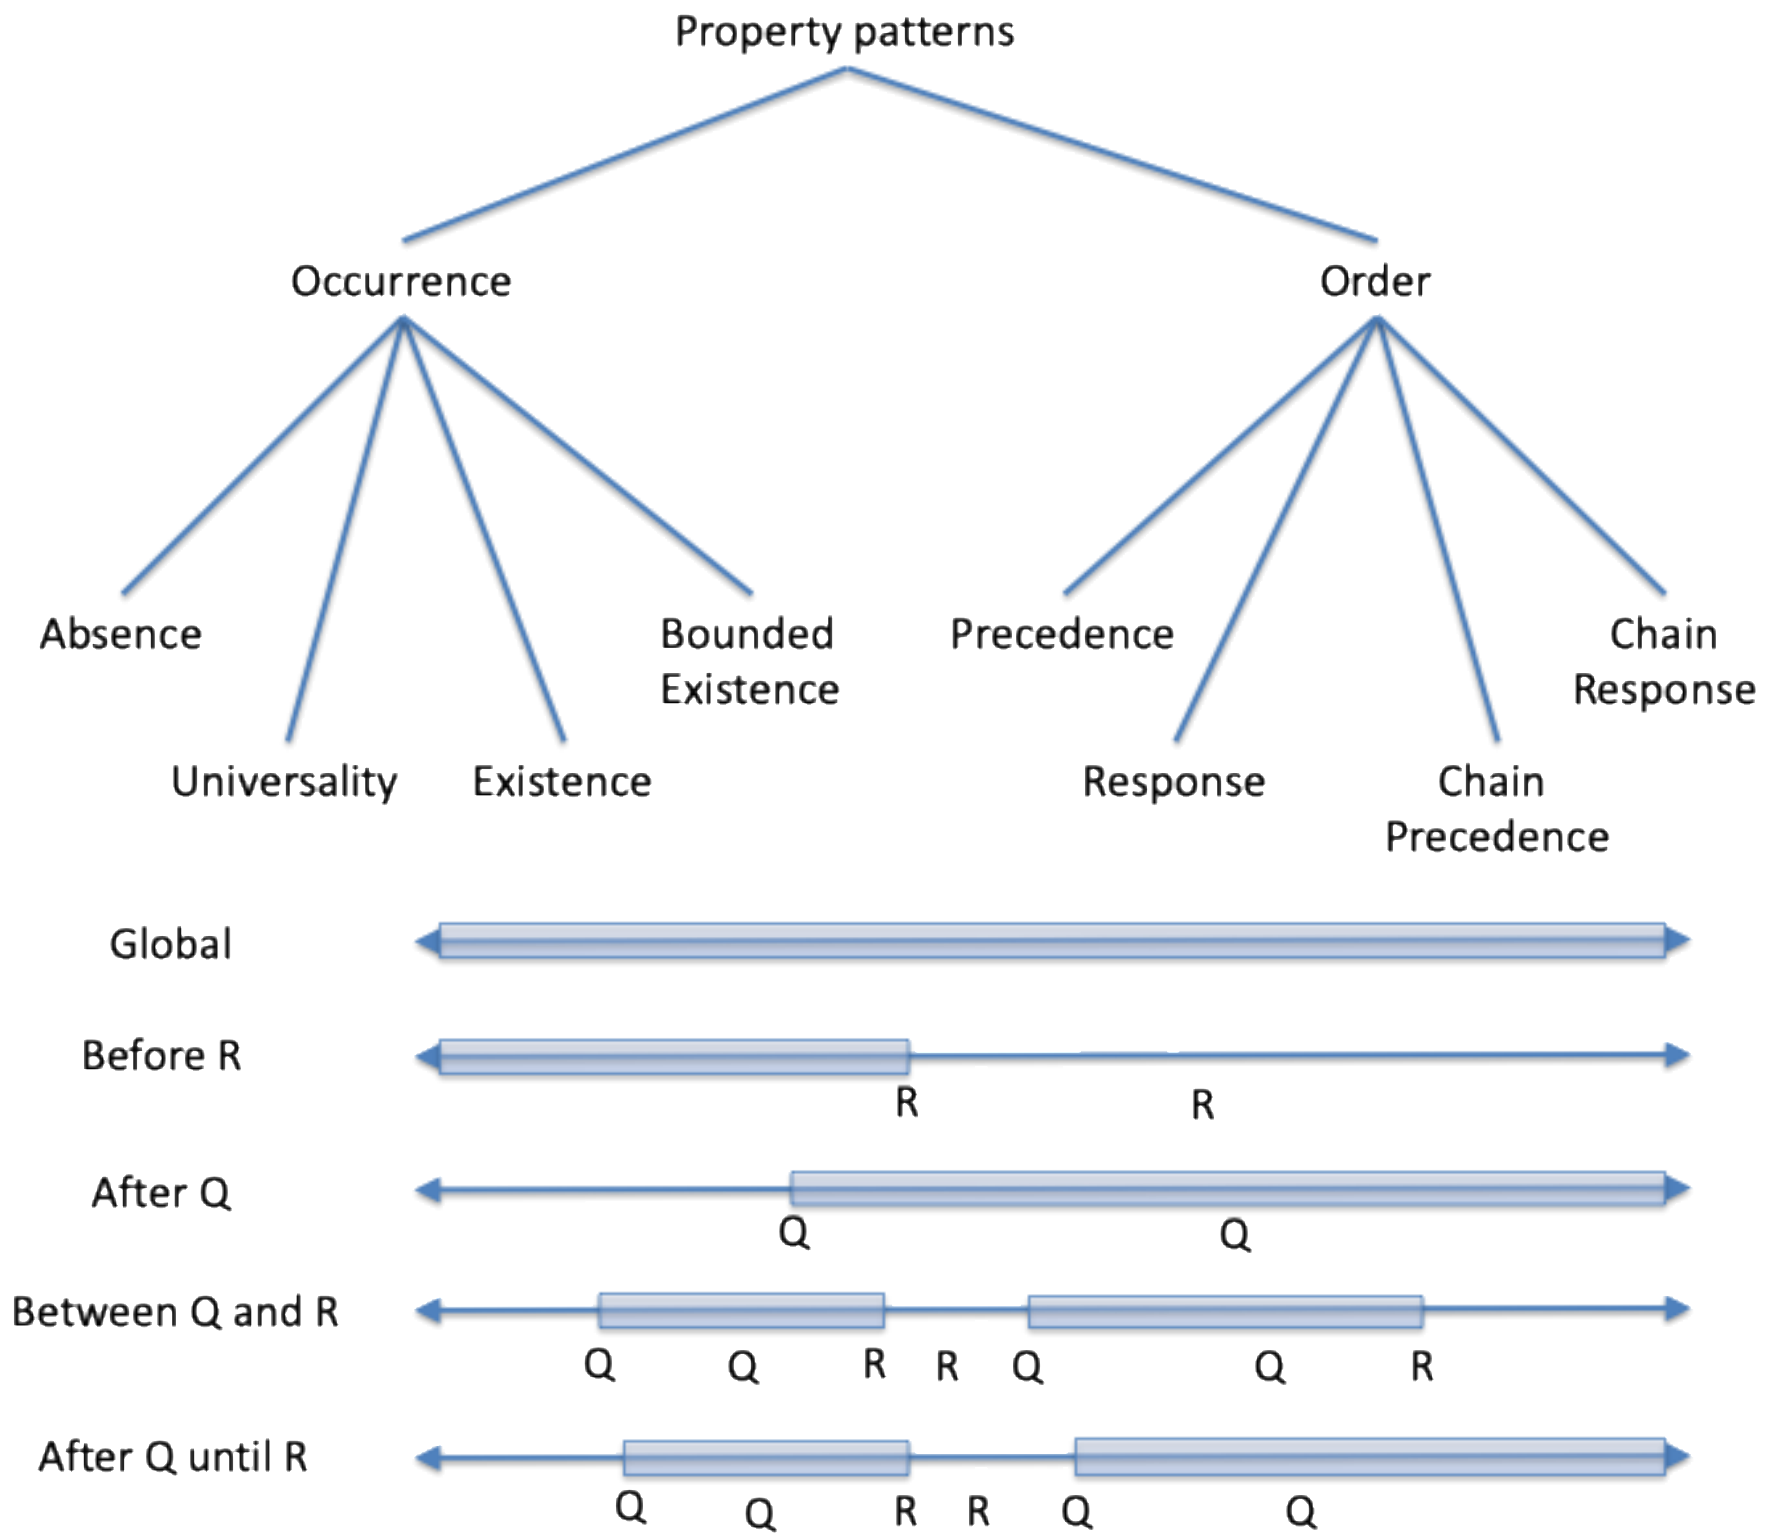 Property patterns
Occurrence
Order
Absence
Bounded
Existence
Precedence
Chain
Response
Universality
Existence
Response
Chain
Precedence
Global
Before R
R R
After Q
Q Q
Between Q and R
Q Q R R Q Q R
After Q until R
Q Q R R Q Q